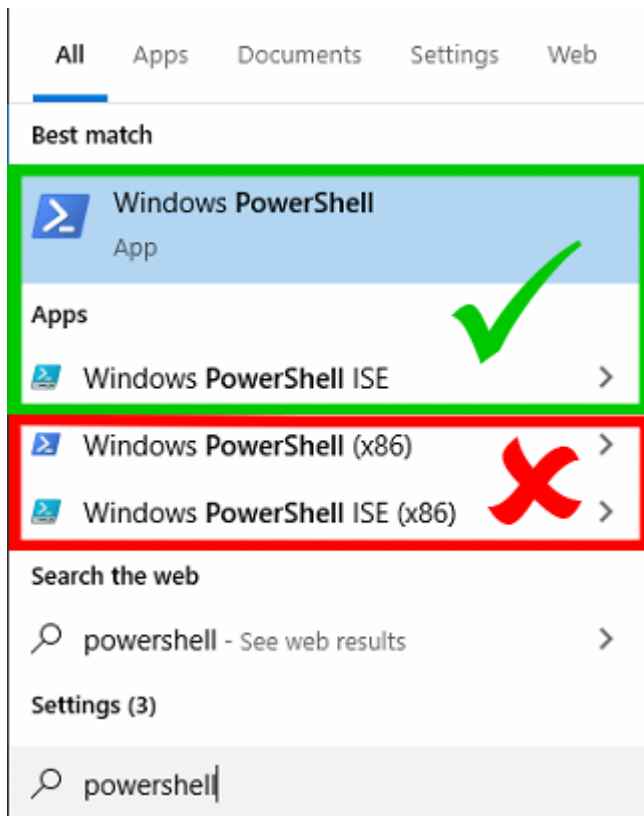 All Apps Documents Settings Web
Best match
Windows PowerShell
App
Apps
Windows PowerShell ISE
Windows PowerShell (x86)
Windows PowerShell ISE (x86)
Search the web
powershell - See web results
Settings (3)
powershell